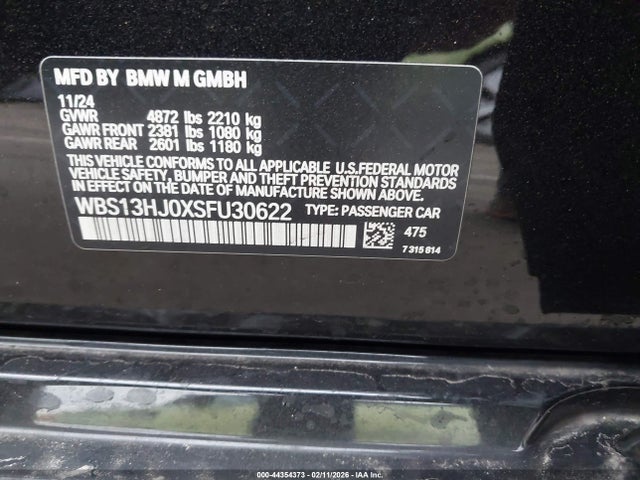 MFD BY BMW M GMBH
11/24
GVWR 4872 lbs 2210 kg
GAWR FRONT 2381 lbs 1080 kg
GAWR REAR 2601 lbs 1180 kg
THIS VEHICLE CONFORMS TO ALL APPLICABLE U.S.FEDERAL MOTOR
VEHICLE SAFETY, BUMPER AND THEFT PREVENTION STANDARDS
IN EFFECT ON THE DATE OF MANUFACTURE SHOWN ABOVE.
WBS13HJ0XSFU30622 TYPE: PASSENGER CAR
475
7 315 814
000-44354373 - 02/11/2026 - IAA Inc.